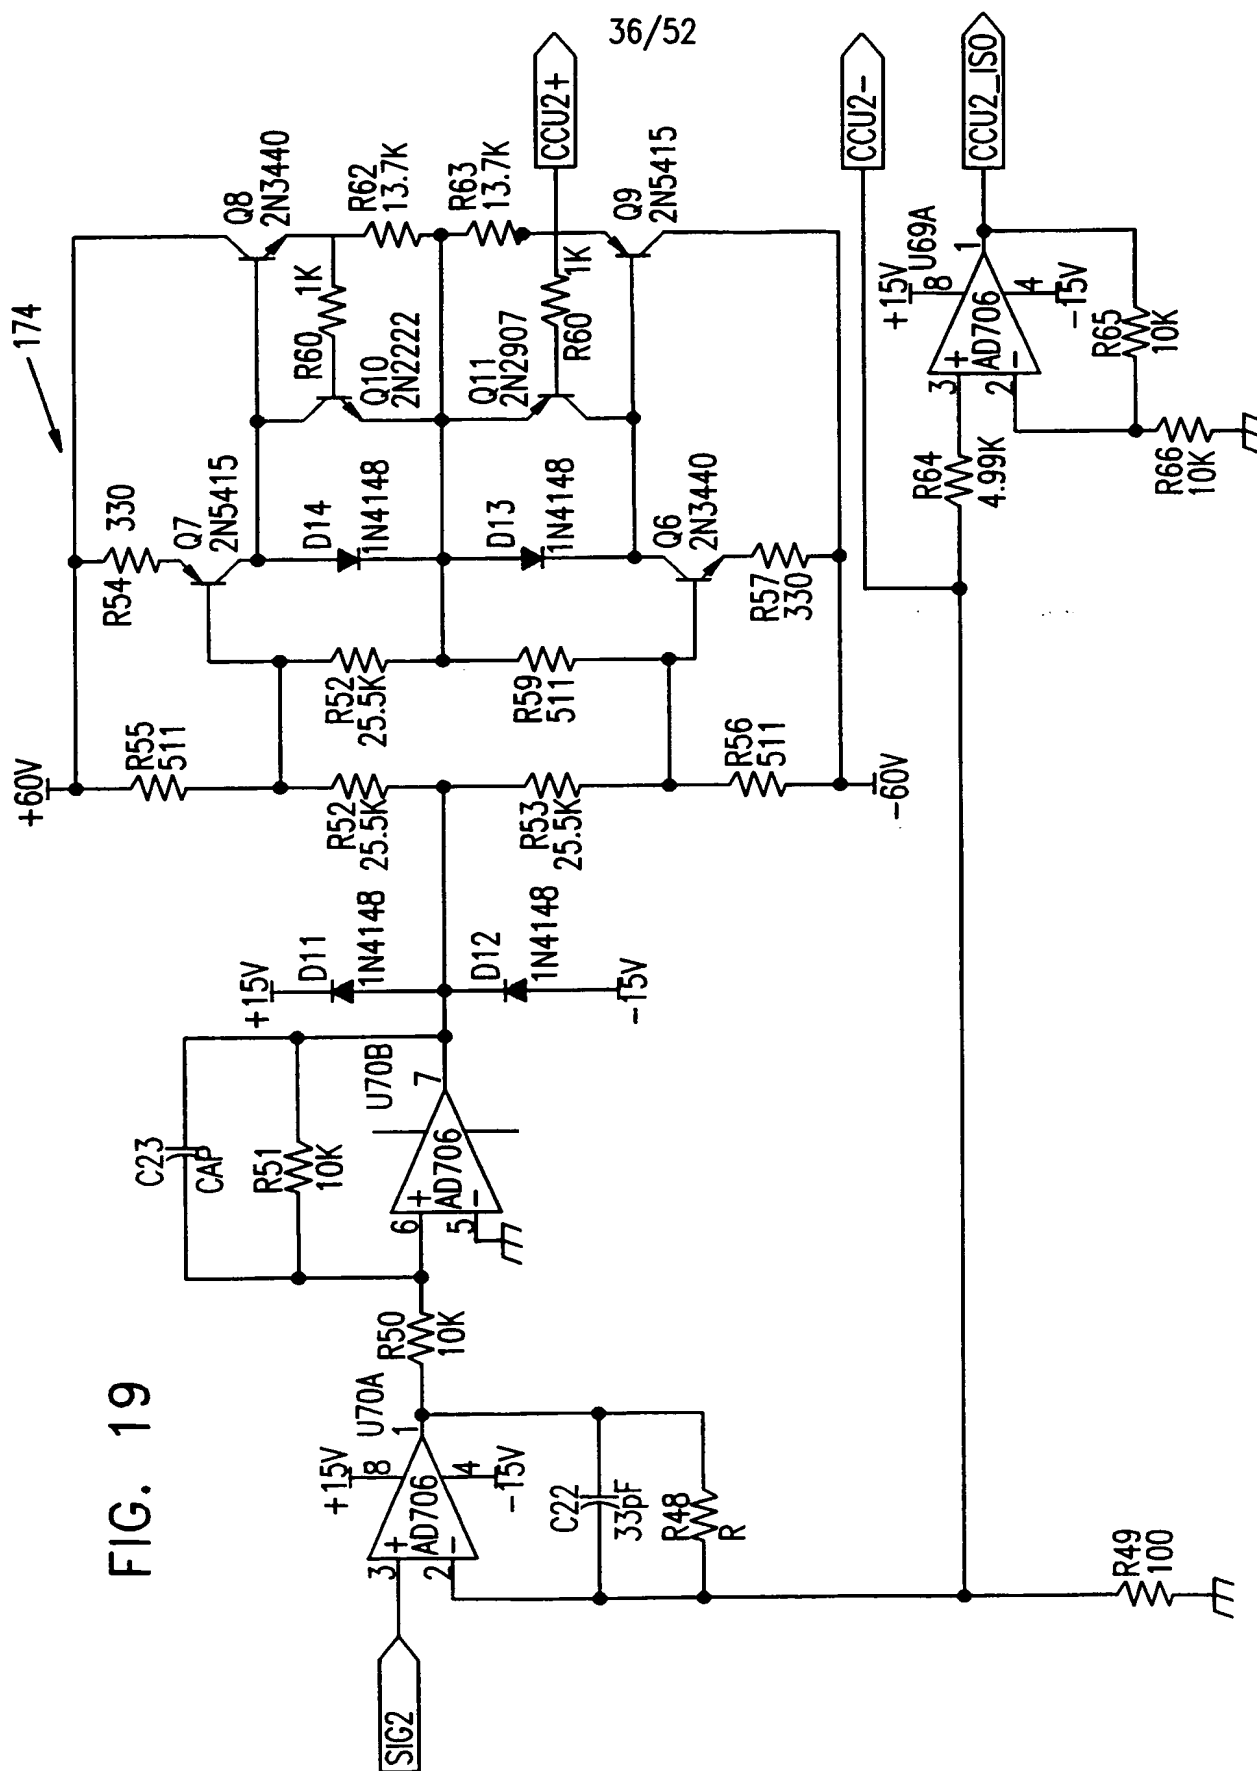 36/52
FIG. 19
174
SIG2
3
+
2
-
AD706
+15V
8
4
-15V
U70A
1
C22
33pF
R48
R
R49
100
R50
10K
C23
CAP
R51
10K
6
+
5
-
AD706
U70B
7
+15V
D11
1N4148
D12
1N4148
-15V
+60V
R55
511
R52
25.5K
R53
25.5K
R56
511
-60V
R52
25.5K
R59
511
R54
330
Q7
2N5415
D14
1N4148
D13
1N4148
Q6
2N3440
R57
330
R60
1K
Q10
2N2222
Q11
2N2907
R60
1K
Q8
2N3440
R62
13.7K
R63
13.7K
Q9
2N5415
CCU2+
CCU2-
R64
4.99K
3
+
2
-
AD706
+15V
8
4
-15V
U69A
1
R65
10K
R66
10K
CCU2_ISO